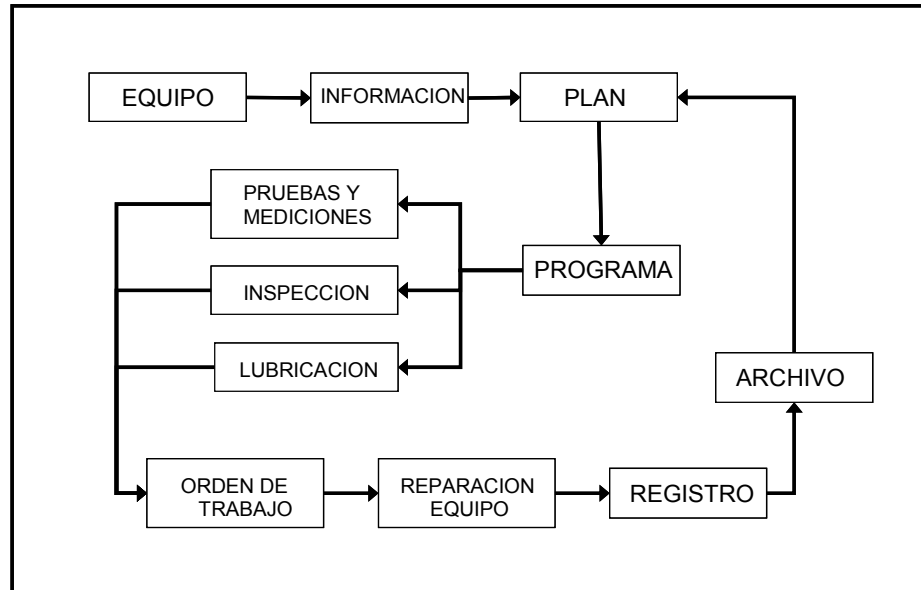 EQUIPO
INFORMACION
PLAN
PRUEBAS Y
MEDICIONES
PROGRAMA
INSPECCION
LUBRICACION
ARCHIVO
ORDEN DE
TRABAJO
REPARACION
EQUIPO
REGISTRO